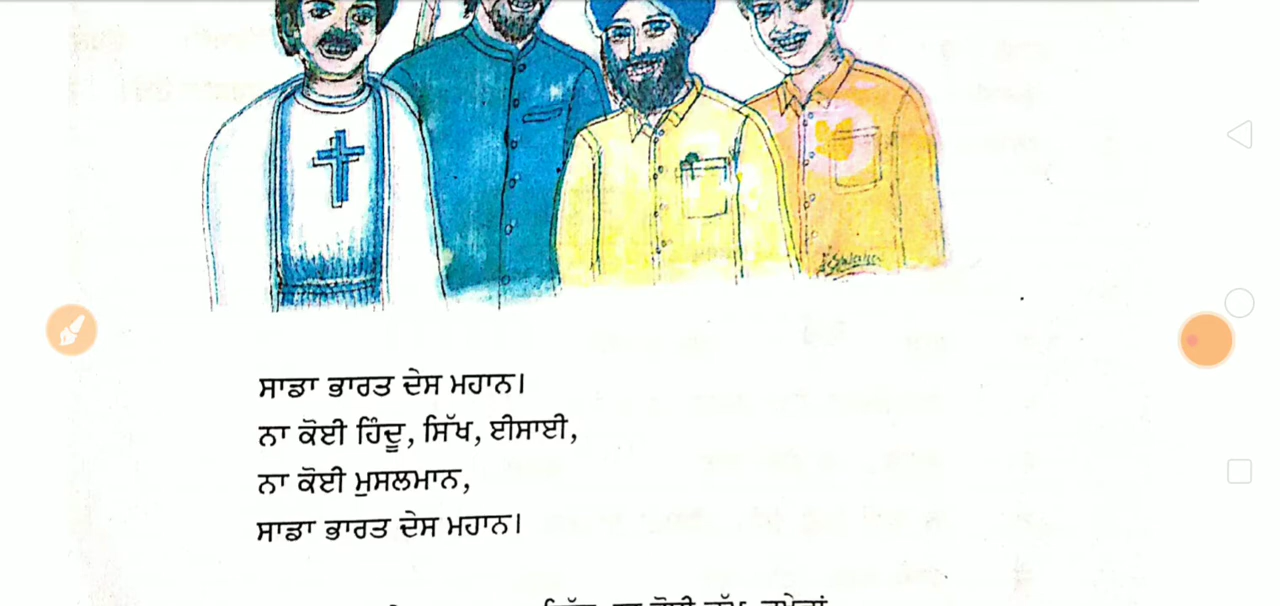 ਸਾਡਾ ਭਾਰਤ ਦੇਸ ਮਹਾਨ।
ਨਾ ਕੋਈ ਹਿੰਦੂ, ਸਿੱਖ, ਈਸਾਈ,
ਨਾ ਕੋਈ ਮੁਸਲਮਾਨ,
ਸਾਡਾ ਭਾਰਤ ਦੇਸ ਮਹਾਨ।